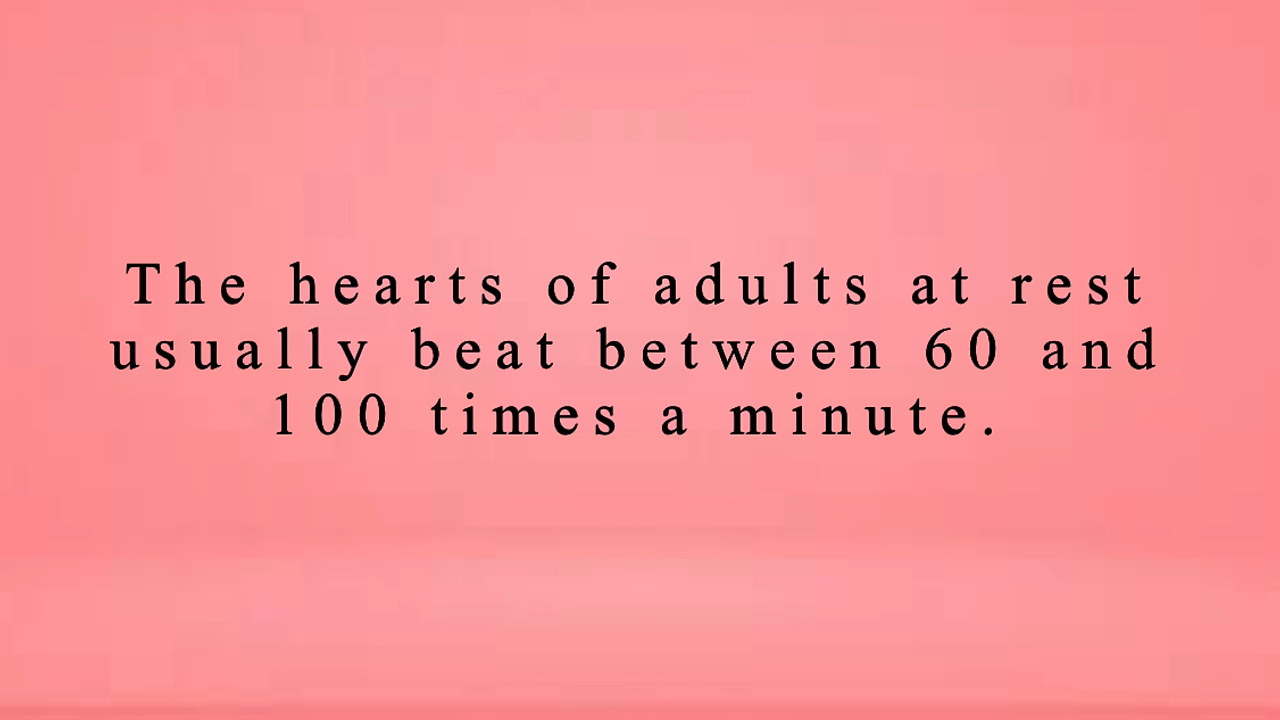 The hearts of adults at rest
usually beat between 60 and
100 times a minute.